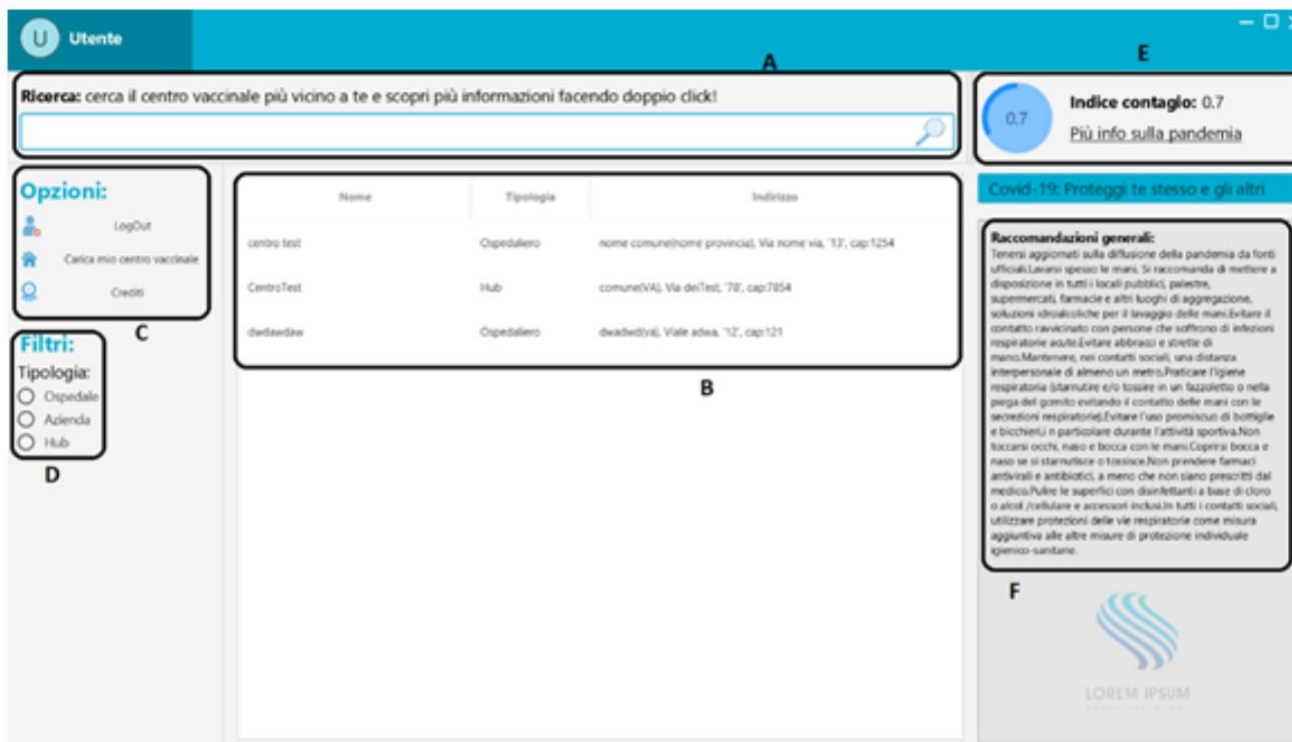 U Utente
A
E
Ricerca: cerca il centro vaccinale più vicino a te e scopri più informazioni facendo doppio click!
0.7
Indice contagio: 0.7
Più info sulla pandemia
Opzioni:
LogOut
Carica mio centro vaccinale
Crediti
C
Filtri:
Tipologia:
Ospedale
Azienda
Hub
D
Nome Tipologia Indirizzo
centro test Ospedaliero nome comune(nome provincia), Via nome via, '13', cap:1254
CentroTest Hub comune(VA), Via deiTest, '78', cap:7854
dwdawdaw Ospedaliero dwadwd(va), Viale adwa, '12', cap:121
B
Covid-19: Proteggi te stesso e gli altri
Raccomandazioni generali:
Tenersi aggiornati sulla diffusione della pandemia da fonti
ufficiali.Lavarsi spesso le mani. Si raccomanda di mettere a
disposizione in tutti i locali pubblici, palestre,
supermercati, farmacie e altri luoghi di aggregazione,
soluzioni idroalcoliche per il lavaggio delle mani.Evitare il
contatto ravvicinato con persone che soffrono di infezioni
respiratorie acute.Evitare abbracci e strette di
mano.Mantenere, nei contatti sociali, una distanza
interpersonale di almeno un metro.Praticare l'igiene
respiratoria (starnutire e/o tossire in un fazzoletto o nella
piega del gomito evitando il contatto delle mani con le
secrezioni respiratorie).Evitare l'uso promiscuo di bottiglie
e bicchieri,i n particolare durante l'attività sportiva.Non
toccarsi occhi, naso e bocca con le mani.Coprirsi bocca e
naso se si starnutisce o tossisce.Non prendere farmaci
antivirali e antibiotici, a meno che non siano prescritti dal
medico.Pulire le superfici con disinfettanti a base di cloro
o alcol /cellulare e accessori inclusi.In tutti i contatti sociali,
utilizzare protezioni delle vie respiratorie come misura
aggiuntiva alle altre misure di protezione individuale
igienico-sanitarie.
F
LOREM IPSUM